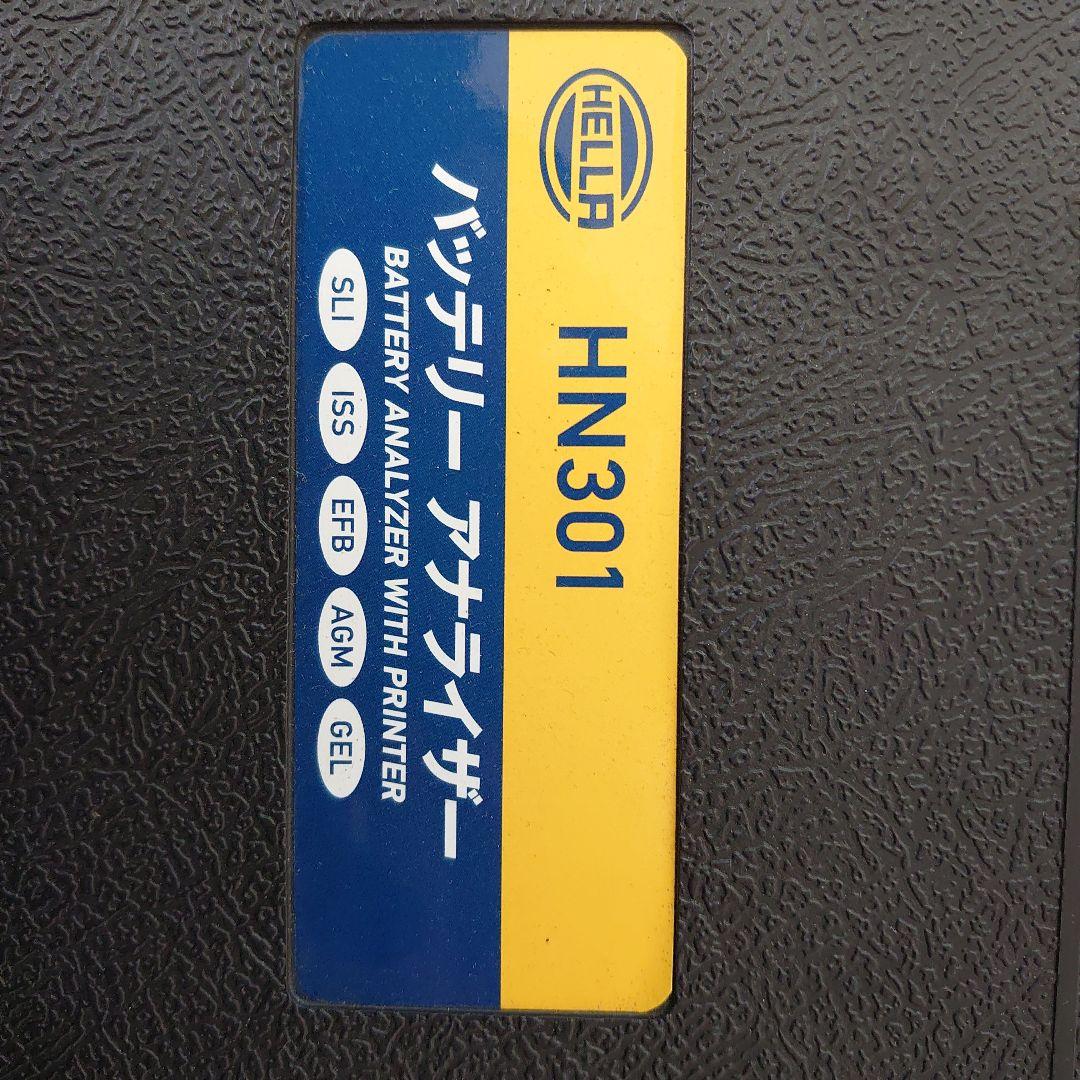 HELLA
HN301
バッテリー アナライザー
BATTERY ANALYZER WITH PRINTER
SLI ISS EFB AGM GEL